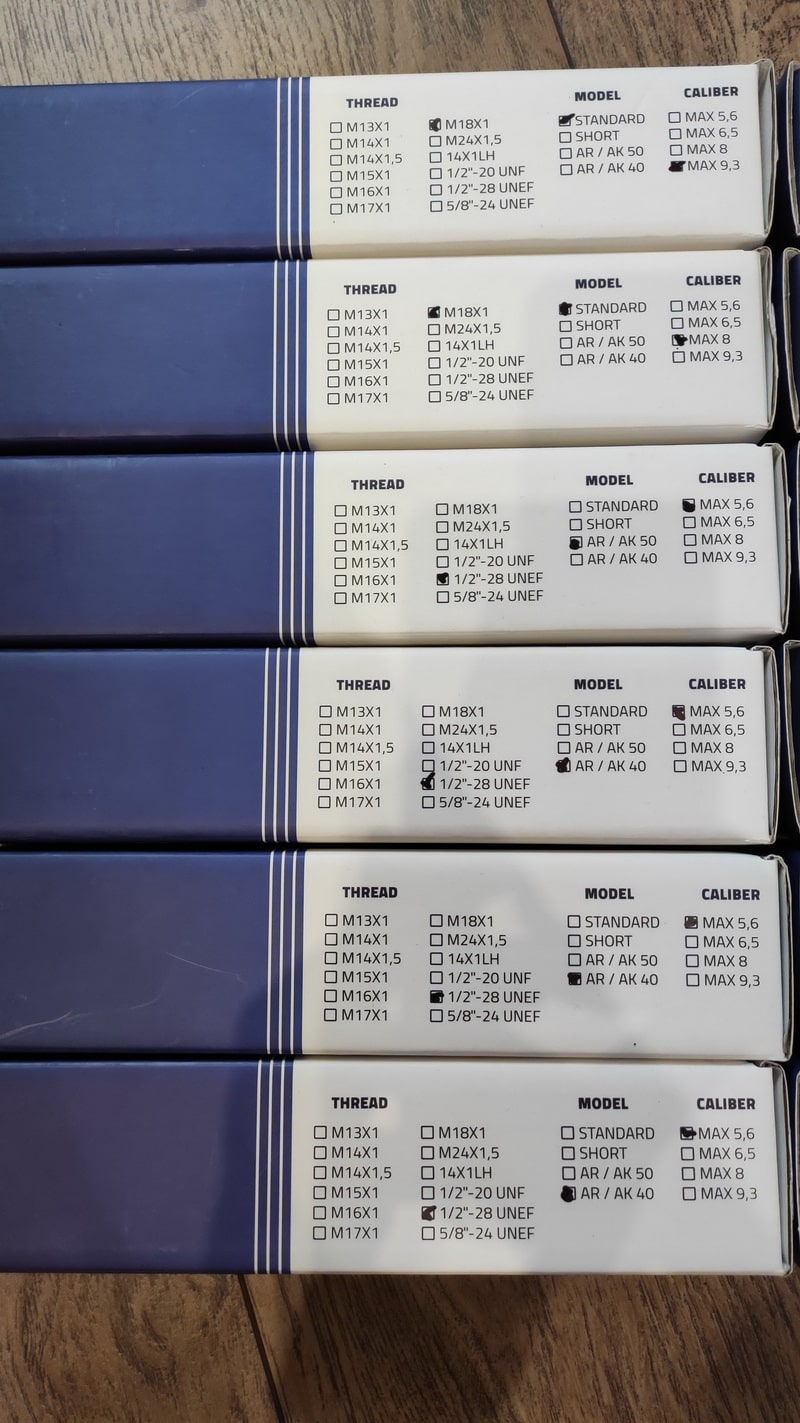 THREAD MODEL CALIBER
M13X1 M18X1 STANDARD MAX 5,6
M14X1 M24X1,5 SHORT MAX 6,5
M14X1,5 14X1LH AR / AK 50 MAX 8
M15X1 1/2"-20 UNF AR / AK 40 MAX 9,3
M16X1 1/2"-28 UNEF
M17X1 5/8"-24 UNEF
THREAD MODEL CALIBER
M13X1 M18X1 STANDARD MAX 5,6
M14X1 M24X1,5 SHORT MAX 6,5
M14X1,5 14X1LH AR / AK 50 MAX 8
M15X1 1/2"-20 UNF AR / AK 40 MAX 9,3
M16X1 1/2"-28 UNEF
M17X1 5/8"-24 UNEF
THREAD MODEL CALIBER
M13X1 M18X1 STANDARD MAX 5,6
M14X1 M24X1,5 SHORT MAX 6,5
M14X1,5 14X1LH AR / AK 50 MAX 8
M15X1 1/2"-20 UNF AR / AK 40 MAX 9,3
M16X1 1/2"-28 UNEF
M17X1 5/8"-24 UNEF
THREAD MODEL CALIBER
M13X1 M18X1 STANDARD MAX 5,6
M14X1 M24X1,5 SHORT MAX 6,5
M14X1,5 14X1LH AR / AK 50 MAX 8
M15X1 1/2"-20 UNF AR / AK 40 MAX 9,3
M16X1 1/2"-28 UNEF
M17X1 5/8"-24 UNEF
THREAD MODEL CALIBER
M13X1 M18X1 STANDARD MAX 5,6
M14X1 M24X1,5 SHORT MAX 6,5
M14X1,5 14X1LH AR / AK 50 MAX 8
M15X1 1/2"-20 UNF AR / AK 40 MAX 9,3
M16X1 1/2"-28 UNEF
M17X1 5/8"-24 UNEF
THREAD MODEL CALIBER
M13X1 M18X1 STANDARD MAX 5,6
M14X1 M24X1,5 SHORT MAX 6,5
M14X1,5 14X1LH AR / AK 50 MAX 8
M15X1 1/2"-20 UNF AR / AK 40 MAX 9,3
M16X1 1/2"-28 UNEF
M17X1 5/8"-24 UNEF